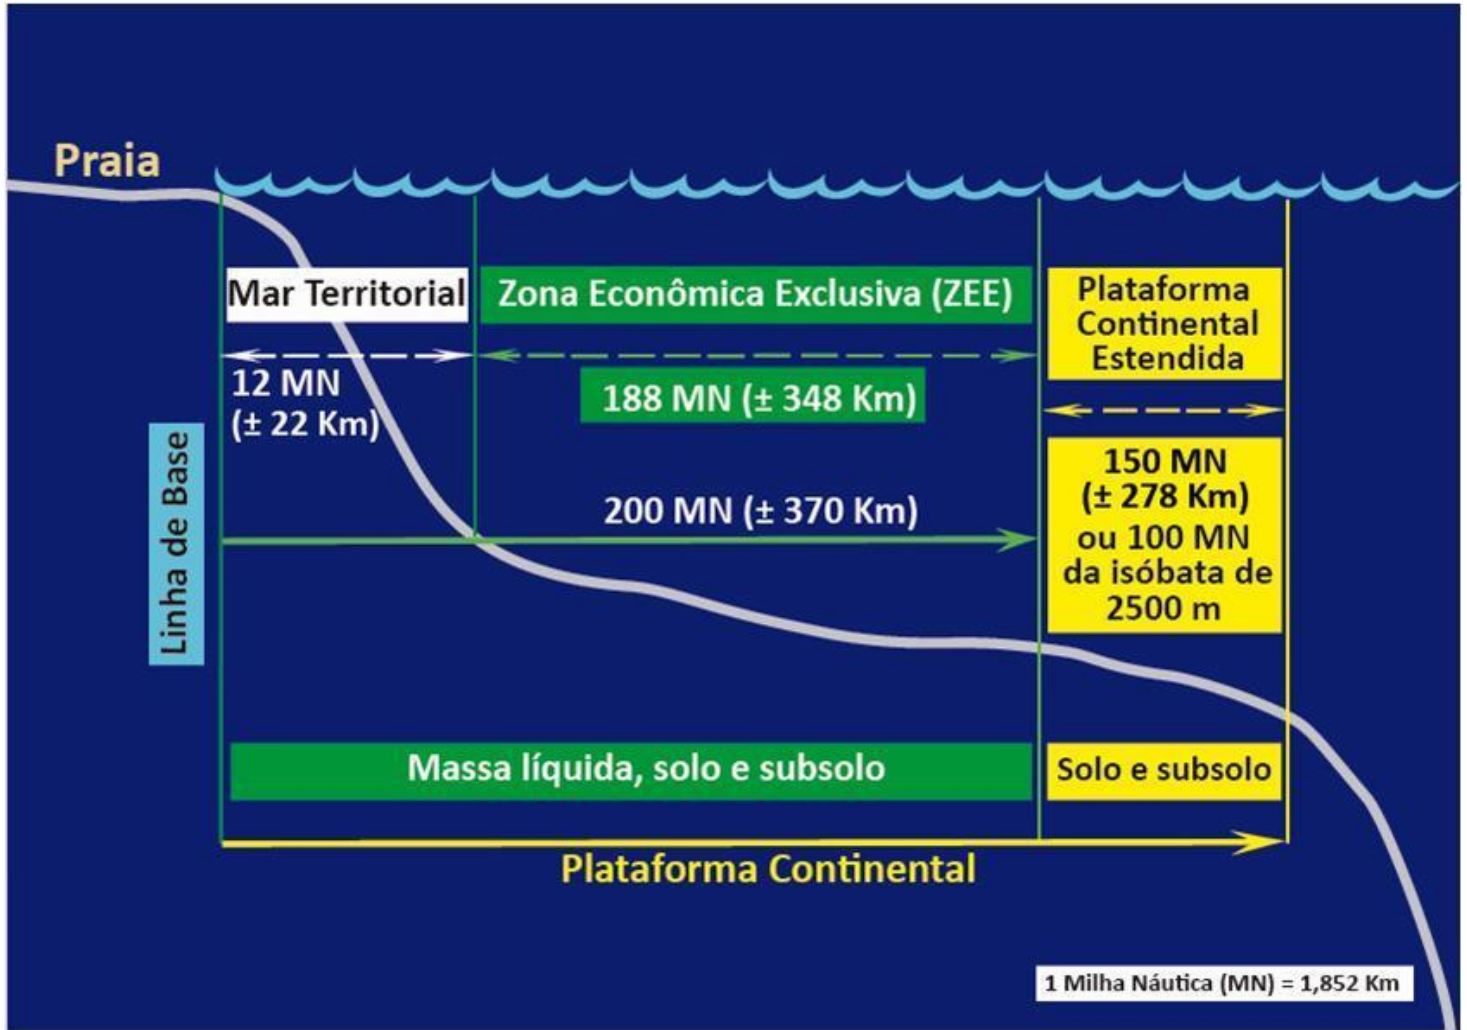 Praia
Mar Territorial
Zona Econômica Exclusiva (ZEE)
Plataforma
Continental
Estendida
12 MN
(± 22 Km)
188 MN (± 348 Km)
Linha de Base
150 MN
(± 278 Km)
ou 100 MN
da isóbata de
2500 m
200 MN (± 370 Km)
Massa líquida, solo e subsolo
Solo e subsolo
Plataforma Continental
1 Milha Náutica (MN) = 1,852 Km